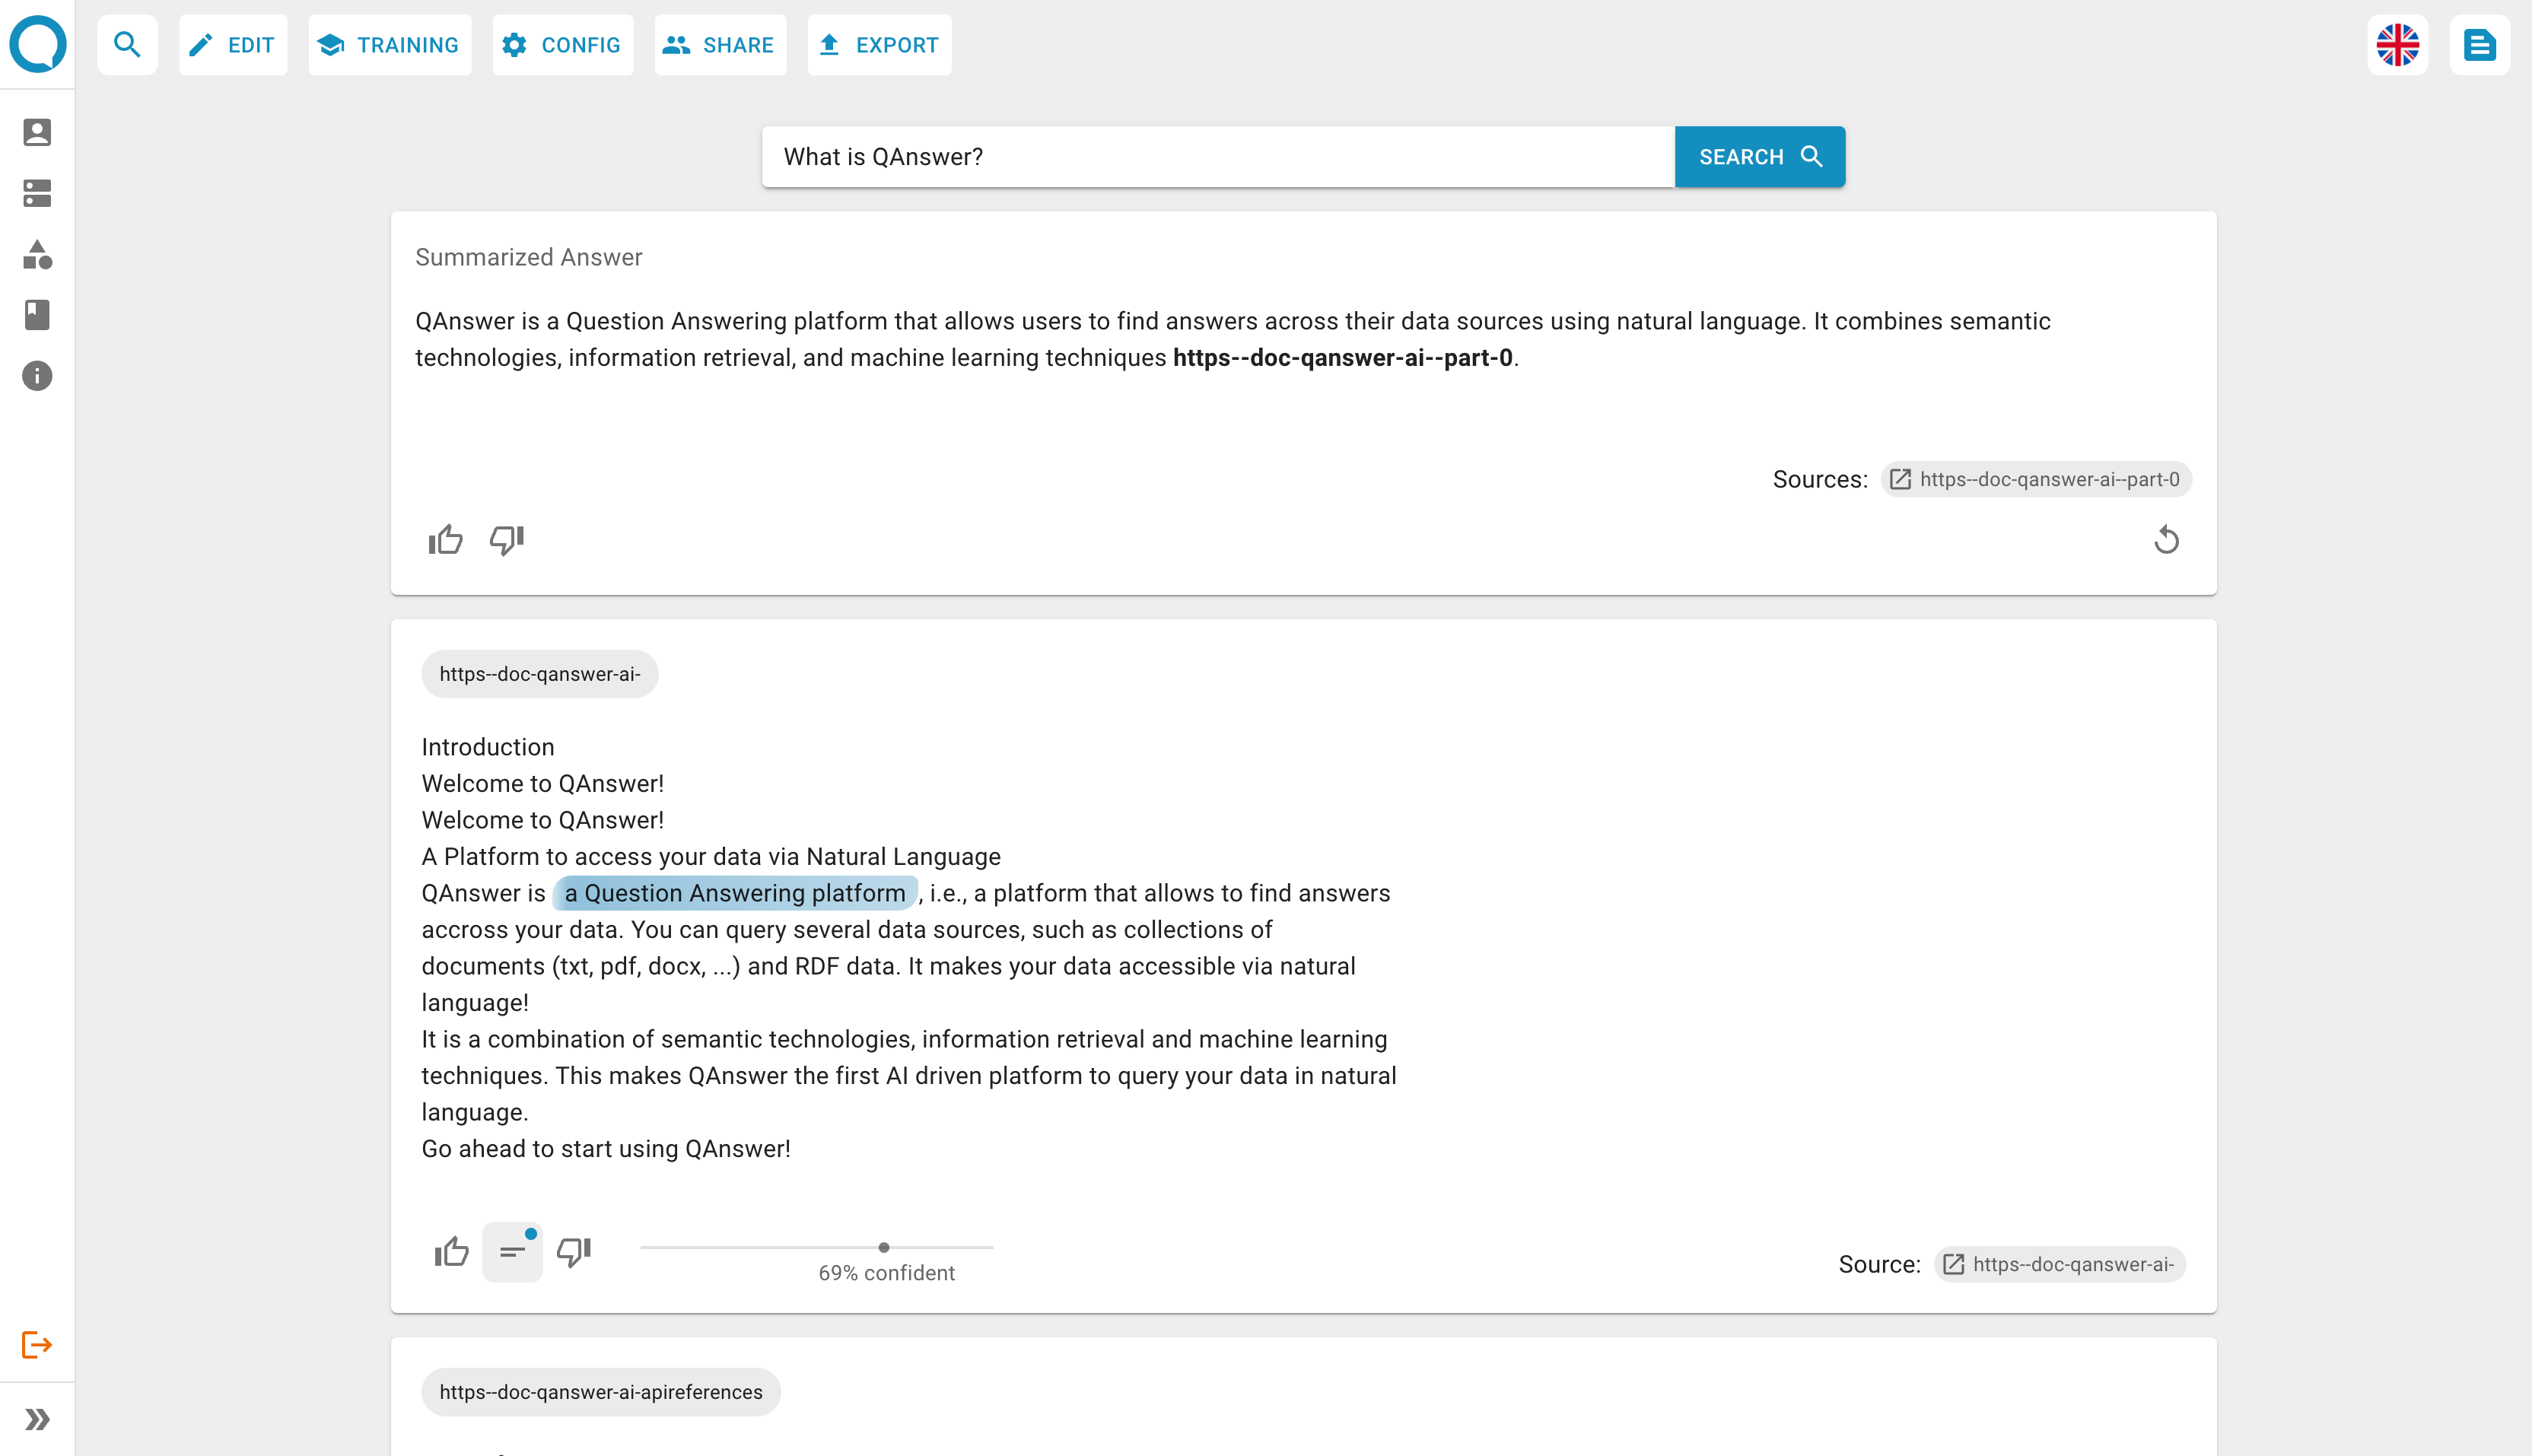 EDIT
TRAINING
CONFIG
SHARE
EXPORT
What is QAnswer?
SEARCH
Summarized Answer
QAnswer is a Question Answering platform that allows users to find answers across their data sources using natural language. It combines semantic
technologies, information retrieval, and machine learning techniques https--doc-qanswer-ai--part-0.
Sources: https--doc-qanswer-ai--part-0
https--doc-qanswer-ai-
Introduction
Welcome to QAnswer!
Welcome to QAnswer!
A Platform to access your data via Natural Language
QAnswer is a Question Answering platform , i.e., a platform that allows to find answers
accross your data. You can query several data sources, such as collections of
documents (txt, pdf, docx, ...) and RDF data. It makes your data accessible via natural
language!
It is a combination of semantic technologies, information retrieval and machine learning
techniques. This makes QAnswer the first AI driven platform to query your data in natural
language.
Go ahead to start using QAnswer!
69% confident
Source: https--doc-qanswer-ai-
https--doc-qanswer-ai-apireferences